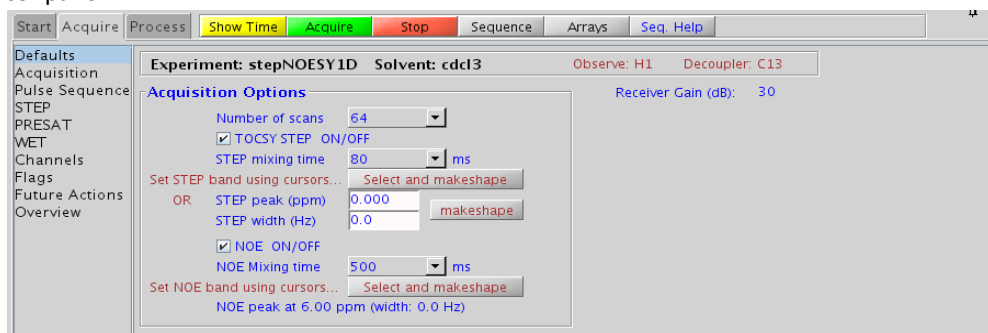 Start Acquire Process Show Time Acquire Stop Sequence Arrays Seq. Help
Defaults
Acquisition
Pulse Sequence
STEP
PRESAT
WET
Channels
Flags
Future Actions
Overview
Experiment: stepNOESY1D Solvent: cdcl3 Observe: H1 Decoupler: C13
Acquisition Options
Receiver Gain (dB): 30
Number of scans 64
TOCSY STEP ON/OFF
STEP mixing time 80 ms
Set STEP band using cursors... Select and makeshape
OR STEP peak (ppm) 0.000 makeshape
STEP width (Hz) 0.0
NOE ON/OFF
NOE Mixing time 500 ms
Set NOE band using cursors... Select and makeshape
NOE peak at 6.00 ppm (width: 0.0 Hz)